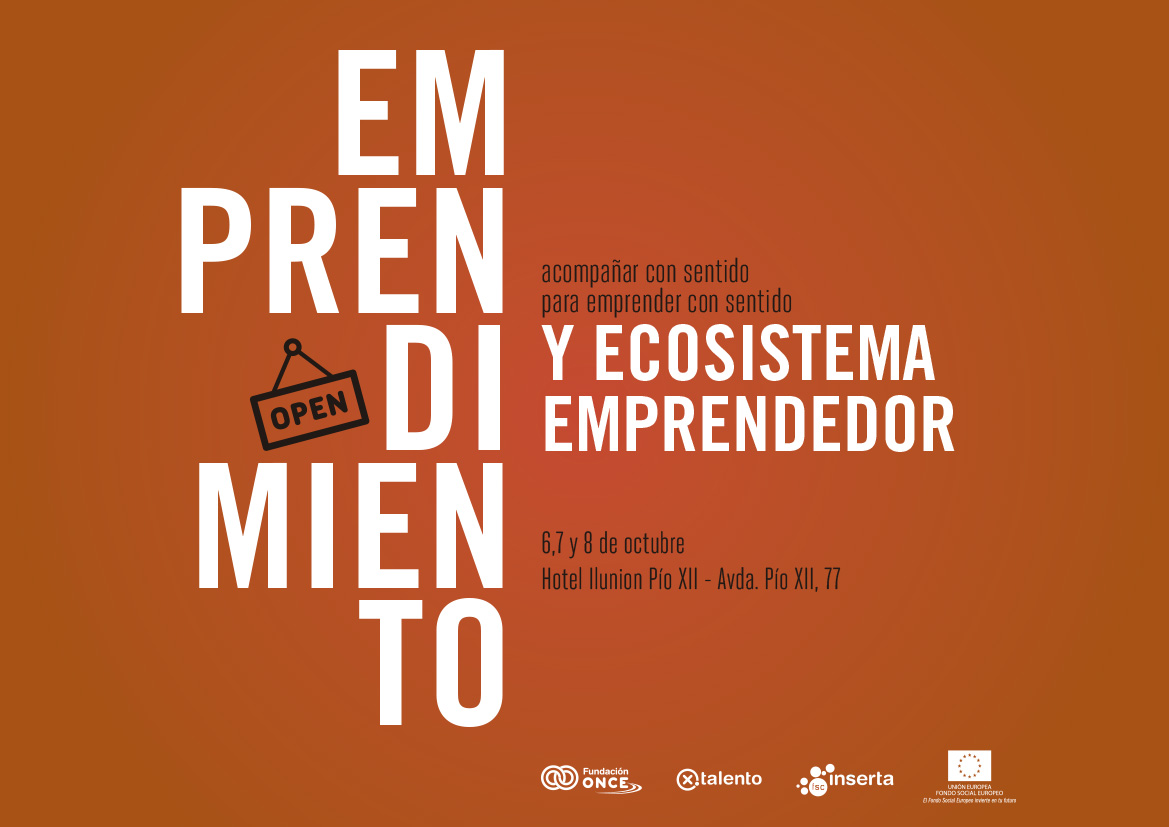 EM
PREN
DI
MIEN
TO
OPEN
acompañar con sentido
para emprender con sentido
Y ECOSISTEMA
EMPRENDEDOR
6,7 y 8 de octubre
Hotel Ilunion Pío XII - Avda. Pío XII, 77
Fundación
ONCE
x talento
FSC inserta
UNIÓN EUROPEA
FONDO SOCIAL EUROPEO
El Fondo Social Europeo invierte en tu futuro